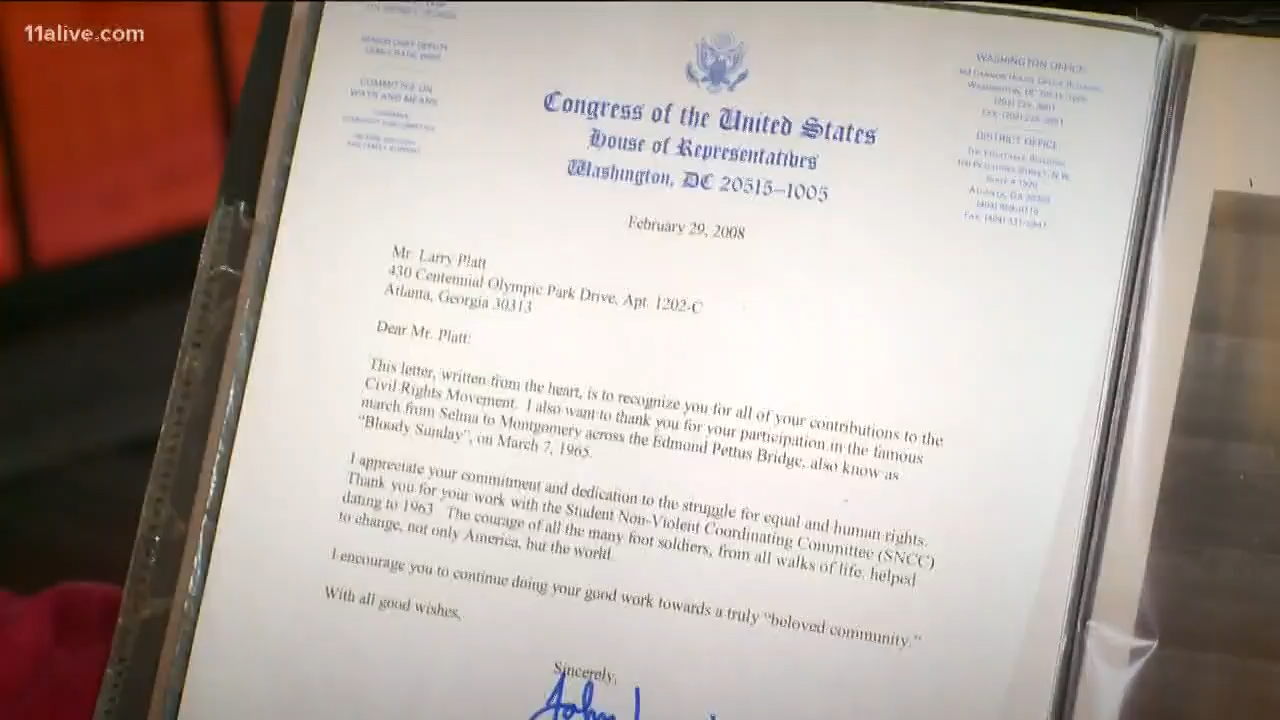 11alive.com
COMMITTEE ON
WAYS AND MEANS
WASHINGTON OFFICE
DISTRICT OFFICE
Congress of the United States
House of Representatives
Washington, DC 20515–1005
February 29, 2008
Mr. Larry Platt
430 Centennial Olympic Park Drive, Apt. 1202-C
Atlanta, Georgia 30313
Dear Mr. Platt:
This letter, written from the heart, is to recognize you for all of your contributions to the
Civil Rights Movement. I also want to thank you for your participation in the famous
march from Selma to Montgomery across the Edmond Pettus Bridge, also know as
"Bloody Sunday", on March 7, 1965.
I appreciate your commitment and dedication to the struggle for equal and human rights.
Thank you for your work with the Student Non-Violent Coordinating Committee (SNCC)
dating to 1963. The courage of all the many foot soldiers, from all walks of life, helped
to change, not only America, but the world.
I encourage you to continue doing your good work towards a truly "beloved community."
With all good wishes,
Sincerely,
John